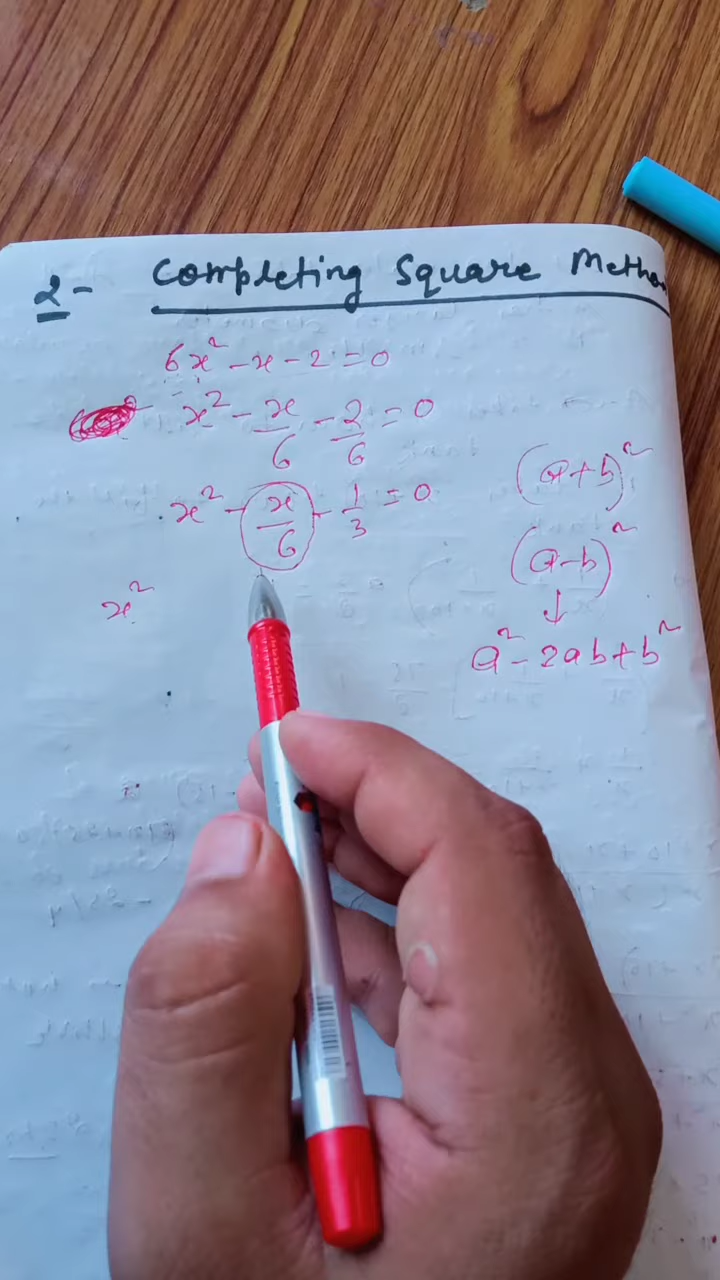 2- Completing Square Metho
6x² - x - 2 = 0
x² - x/6 - 2/6 = 0
x² - x/6 - 1/3 = 0
x²
(a+b)²
(a-b)²
↓
a² - 2ab + b²